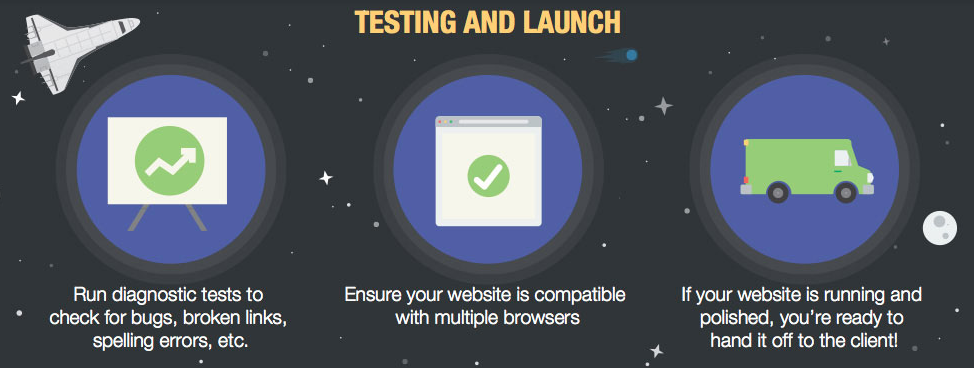 TESTING AND LAUNCH
Run diagnostic tests to
check for bugs, broken links,
spelling errors, etc.
Ensure your website is compatible
with multiple browsers
If your website is running and
polished, you're ready to
hand it off to the client!